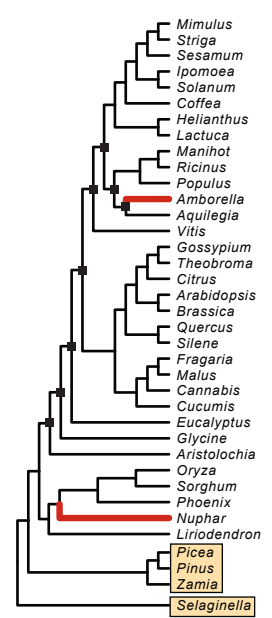 Mimulus
Striga
Sesamum
Ipomoea
Solanum
Coffea
Helianthus
Lactuca
Manihot
Ricinus
Populus
Amborella
Aquilegia
Vitis
Gossypium
Theobroma
Citrus
Arabidopsis
Brassica
Quercus
Silene
Fragaria
Malus
Cannabis
Cucumis
Eucalyptus
Glycine
Aristolochia
Oryza
Sorghum
Phoenix
Nuphar
Liriodendron
Picea
Pinus
Zamia
Selaginella